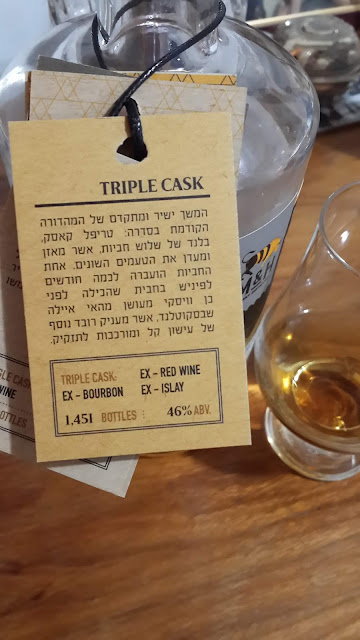 TRIPLE CASK
המשך ישיר ומתקדם של המהדורה
הקודמת בסדרה: טריפל קאסק,
בלנד של שלוש חביות, אשר מאזן
ומעדן את הטעמים השונים. אחת
החביות הועברה לכמה חודשים
לפיניש בחבית שהכילה לפני
כן וויסקי מעושן מהאי איילה
שבסקוטלנד, אשר מעניק רובד נוסף
של עישון קל ומורכבות לתזקיק.
TRIPLE CASK: EX – RED WINE
EX – BOURBON EX – ISLAY
1,451 BOTTLES : 46% ABV.
M&H
WINE
BOTTLES